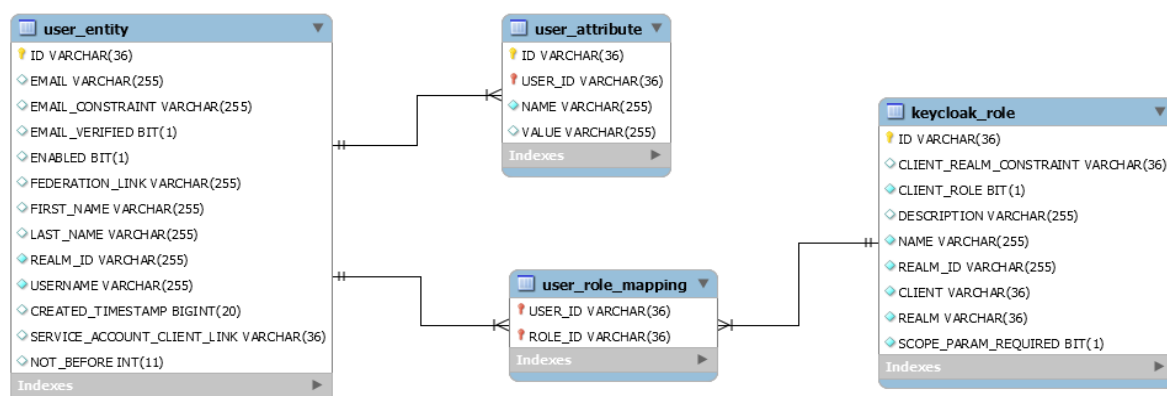 user_entity
ID VARCHAR(36)
EMAIL VARCHAR(255)
EMAIL_CONSTRAINT VARCHAR(255)
EMAIL_VERIFIED BIT(1)
ENABLED BIT(1)
FEDERATION_LINK VARCHAR(255)
FIRST_NAME VARCHAR(255)
LAST_NAME VARCHAR(255)
REALM_ID VARCHAR(255)
USERNAME VARCHAR(255)
CREATED_TIMESTAMP BIGINT(20)
SERVICE_ACCOUNT_CLIENT_LINK VARCHAR(36)
NOT_BEFORE INT(11)
Indexes
user_attribute
ID VARCHAR(36)
USER_ID VARCHAR(36)
NAME VARCHAR(255)
VALUE VARCHAR(255)
Indexes
user_role_mapping
USER_ID VARCHAR(36)
ROLE_ID VARCHAR(36)
Indexes
keycloak_role
ID VARCHAR(36)
CLIENT_REALM_CONSTRAINT VARCHAR(36)
CLIENT_ROLE BIT(1)
DESCRIPTION VARCHAR(255)
NAME VARCHAR(255)
REALM_ID VARCHAR(255)
CLIENT VARCHAR(36)
REALM VARCHAR(36)
SCOPE_PARAM_REQUIRED BIT(1)
Indexes